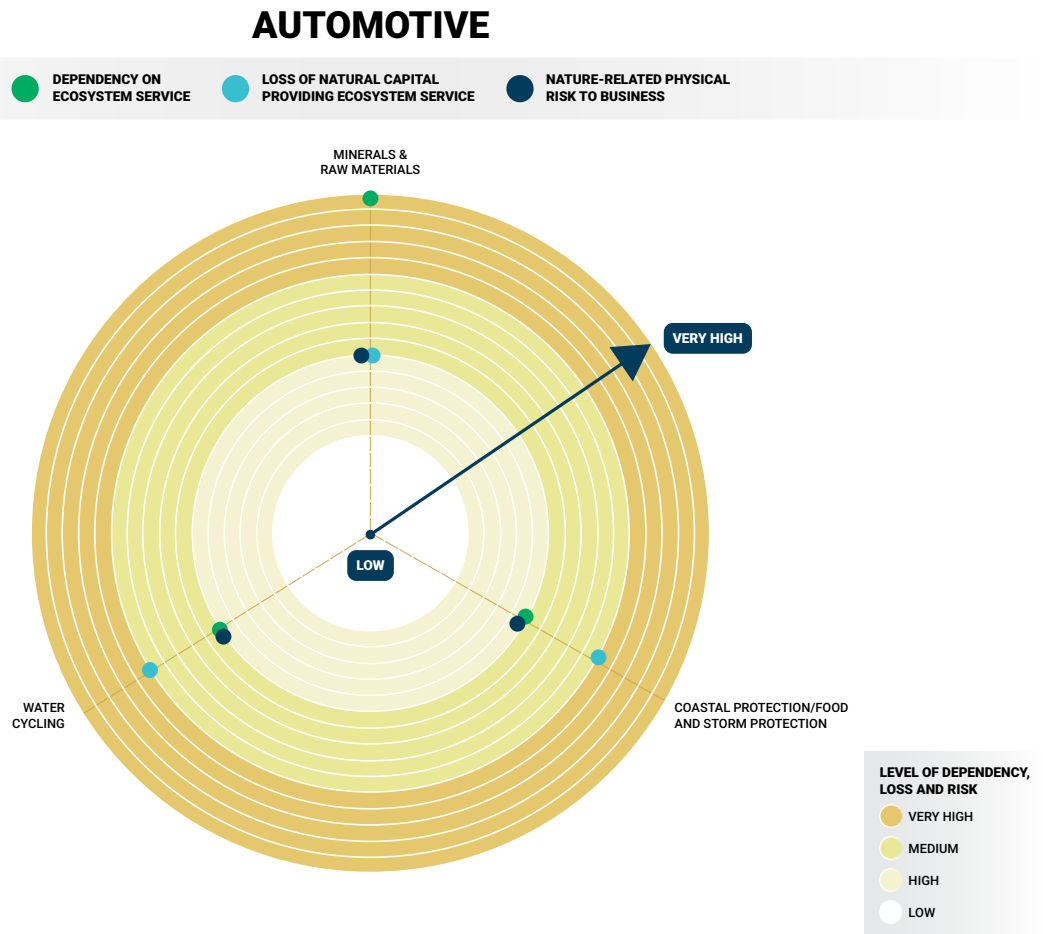 AUTOMOTIVE
DEPENDENCY ON
ECOSYSTEM SERVICE
LOSS OF NATURAL CAPITAL
PROVIDING ECOSYSTEM SERVICE
NATURE-RELATED PHYSICAL
RISK TO BUSINESS
MINERALS &
RAW MATERIALS
VERY HIGH
LOW
WATER
CYCLING
COASTAL PROTECTION/FOOD
AND STORM PROTECTION
LEVEL OF DEPENDENCY,
LOSS AND RISK
VERY HIGH
MEDIUM
HIGH
LOW